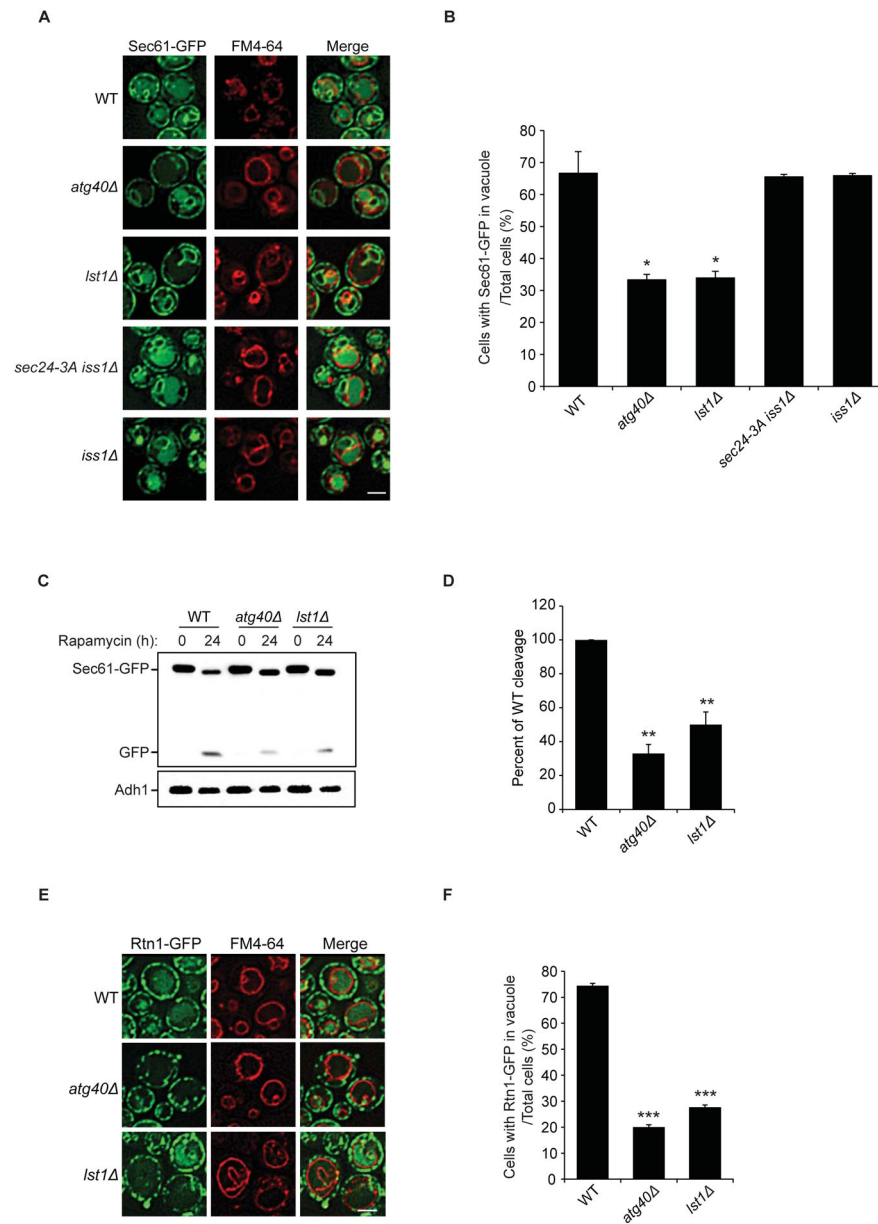 A
Sec61-GFP FM4-64 Merge
WT
atg40Δ
lst1Δ
sec24-3A iss1Δ
iss1Δ
B
Cells with Sec61-GFP in vacuole
/Total cells (%)
80
70
60
50
40
30
20
10
0
* *
WT atg40Δ lst1Δ sec24-3A iss1Δ iss1Δ
C
WT atg40Δ lst1Δ
Rapamycin (h): 0 24 0 24 0 24
Sec61-GFP
GFP
Adh1
D
Percent of WT cleavage
120
100
80
60
40
20
0
** **
WT atg40Δ lst1Δ
E
Rtn1-GFP FM4-64 Merge
WT
atg40Δ
lst1Δ
F
Cells with Rtn1-GFP in vacuole
/Total cells (%)
80
70
60
50
40
30
20
10
0
*** ***
WT atg40Δ lst1Δ